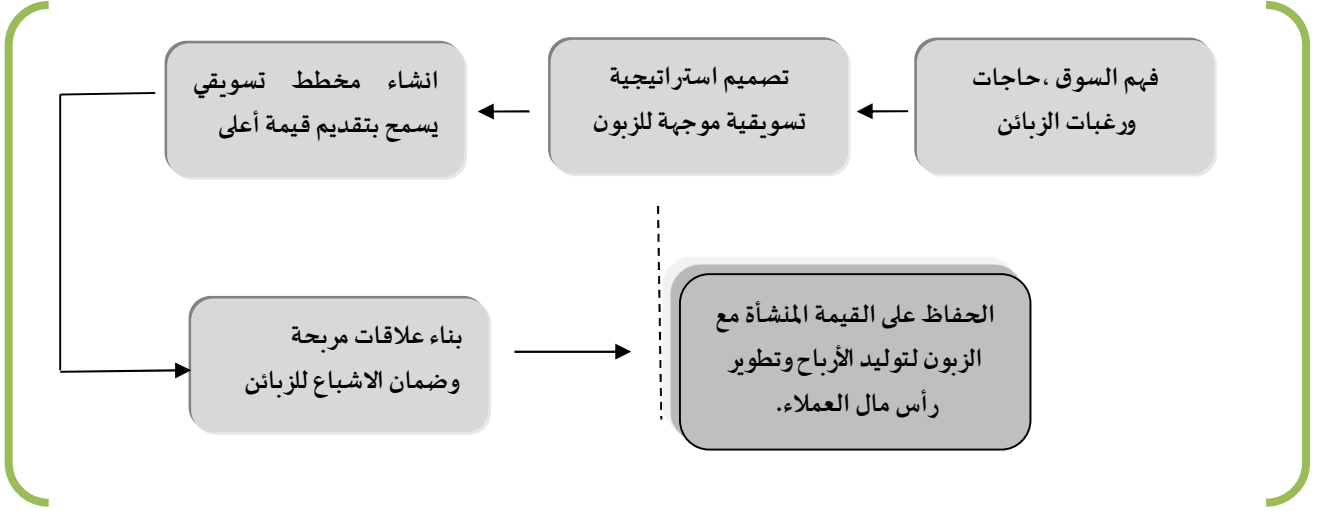 فهم السوق ،حاجات
ورغبات الزبائن
تصميم استراتيجية
تسويقية موجهة للزبون
انشاء مخطط تسويقي
يسمح بتقديم قيمة أعلى
بناء علاقات مربحة
وضمان الاشباع للزبائن
الحفاظ على القيمة المنشأة مع
الزبون لتوليد الأرباح وتطوير
رأس مال العملاء.